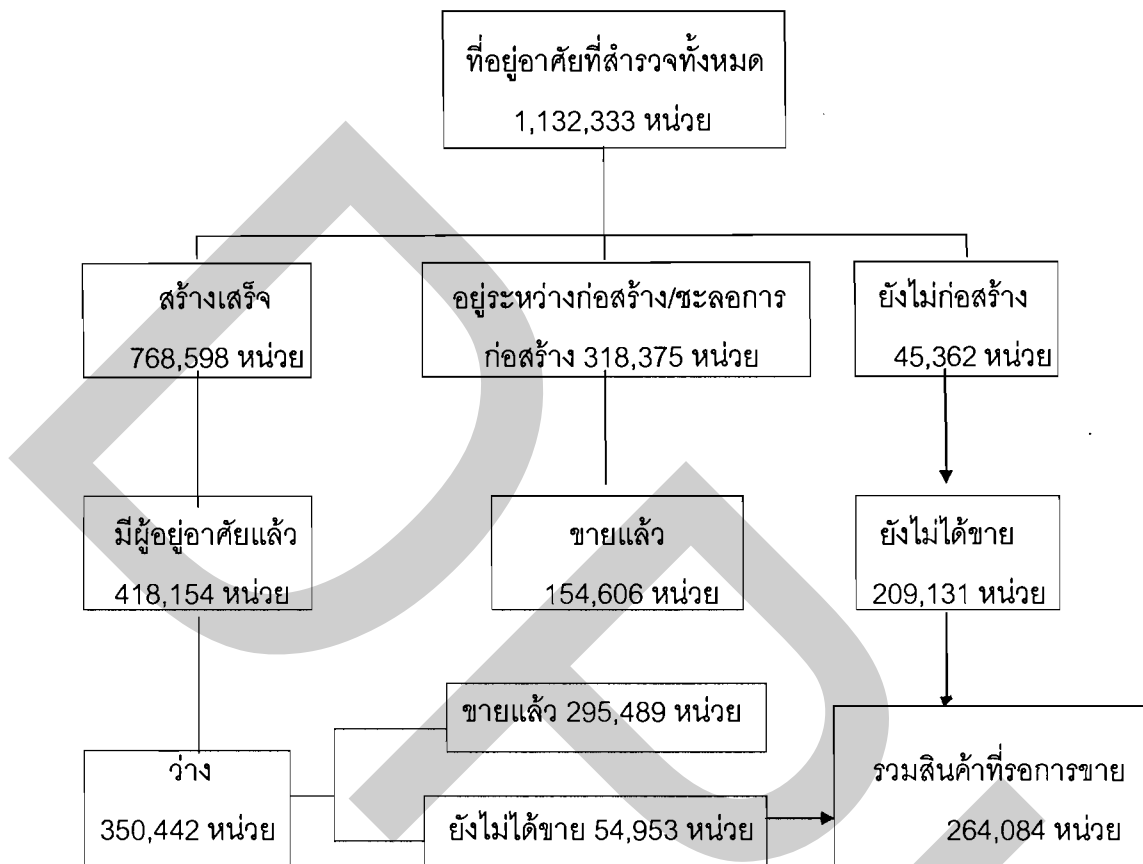 ที่อยู่อาศัยที่สำรวจทั้งหมด
1,132,333 หน่วย
สร้างเสร็จ
768,598 หน่วย
อยู่ระหว่างก่อสร้าง/ชะลอการ
ก่อสร้าง 318,375 หน่วย
ยังไม่ก่อสร้าง
45,362 หน่วย
มีผู้อยู่อาศัยแล้ว
418,154 หน่วย
ขายแล้ว
154,606 หน่วย
ยังไม่ได้ขาย
209,131 หน่วย
ขายแล้ว 295,489 หน่วย
ว่าง
350,442 หน่วย
ยังไม่ได้ขาย 54,953 หน่วย
รวมสินค้าที่รอการขาย
264,084 หน่วย